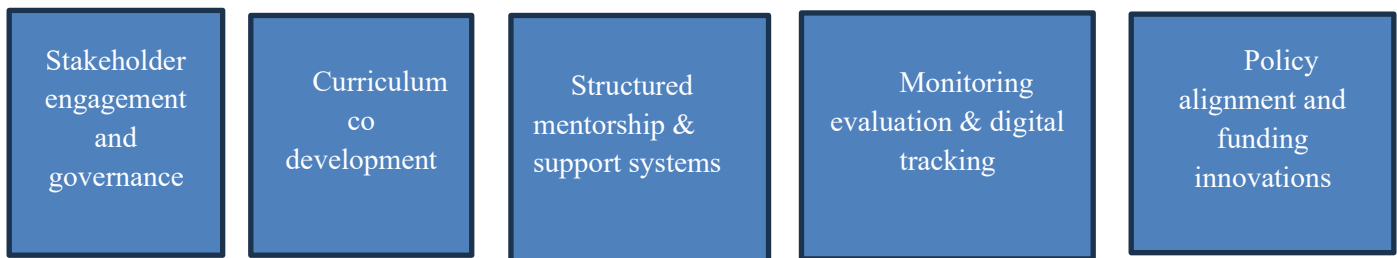 Stakeholder
engagement
and
governance
Curriculum
co
development
Structured
mentorship &
support systems
Monitoring
evaluation & digital
tracking
Policy
alignment and
funding
innovations